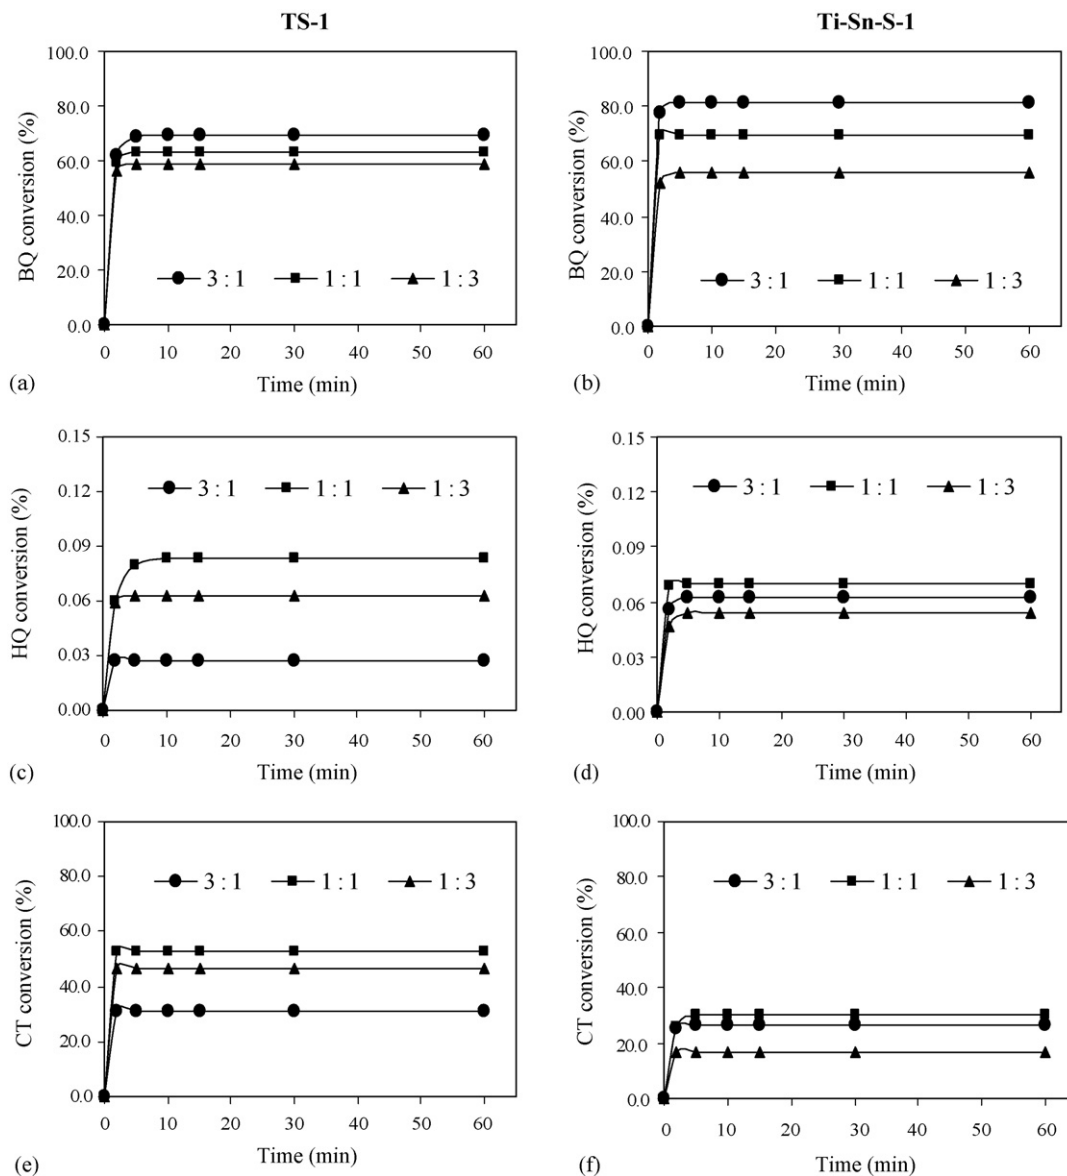 TS-1
Ti-Sn-S-1
100.0
80.0
60.0
40.0
20.0
0.0
BQ conversion (%)
3 : 1 1 : 1 1 : 3
0 10 20 30 40 50 60
Time (min)
(a)
100.0
80.0
60.0
40.0
20.0
0.0
BQ conversion (%)
3 : 1 1 : 1 1 : 3
0 10 20 30 40 50 60
Time (min)
(b)
0.15
0.12
0.09
0.06
0.03
0.00
HQ conversion (%)
3 : 1 1 : 1 1 : 3
0 10 20 30 40 50 60
Time (min)
(c)
0.15
0.12
0.09
0.06
0.03
0.00
HQ conversion (%)
3 : 1 1 : 1 1 : 3
0 10 20 30 40 50 60
Time (min)
(d)
100.0
80.0
60.0
40.0
20.0
0.0
CT conversion (%)
3 : 1 1 : 1 1 : 3
0 10 20 30 40 50 60
Time (min)
(e)
100.0
80.0
60.0
40.0
20.0
0.0
CT conversion (%)
3 : 1 1 : 1 1 : 3
0 10 20 30 40 50 60
Time (min)
(f)